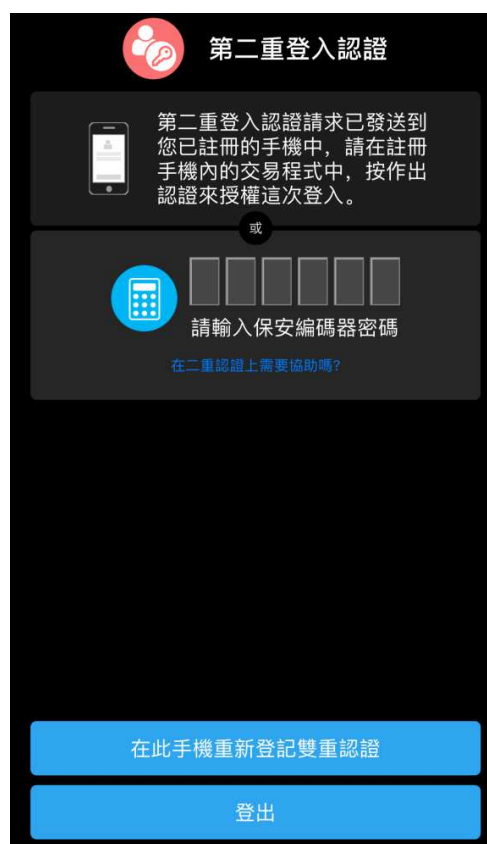 第二重登入認證
第二重登入認證請求已發送到
您已註冊的手機中，請在註冊
手機內的交易程式中，按作出
認證來授權這次登入。
或
請輸入保安編碼器密碼
在二重認證上需要協助嗎？
在此手機重新登記雙重認證
登出